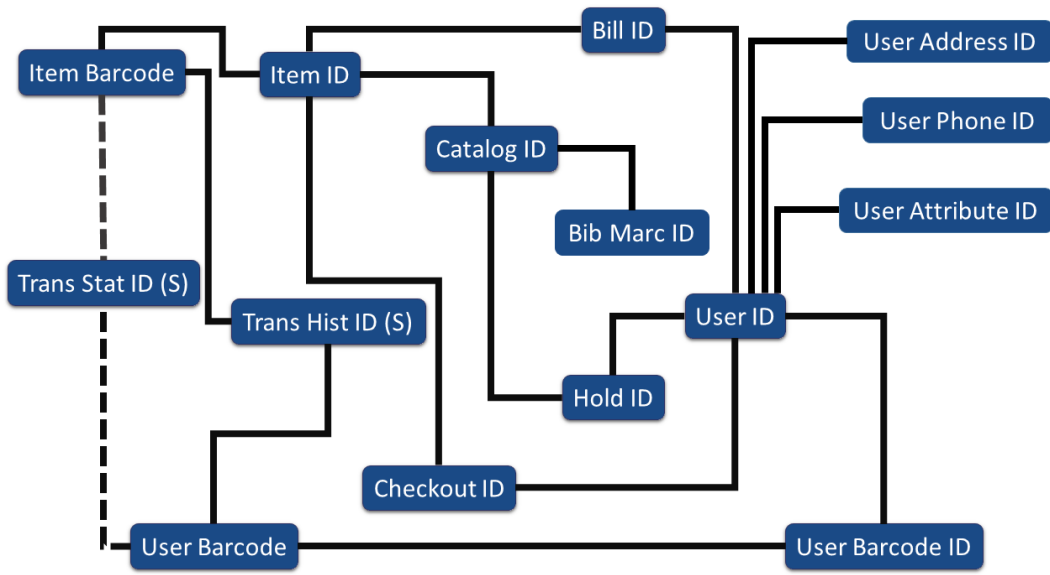 Bill ID
User Address ID
Item Barcode
Item ID
User Phone ID
Catalog ID
User Attribute ID
Bib Marc ID
Trans Stat ID (S)
Trans Hist ID (S)
User ID
Hold ID
Checkout ID
User Barcode
User Barcode ID